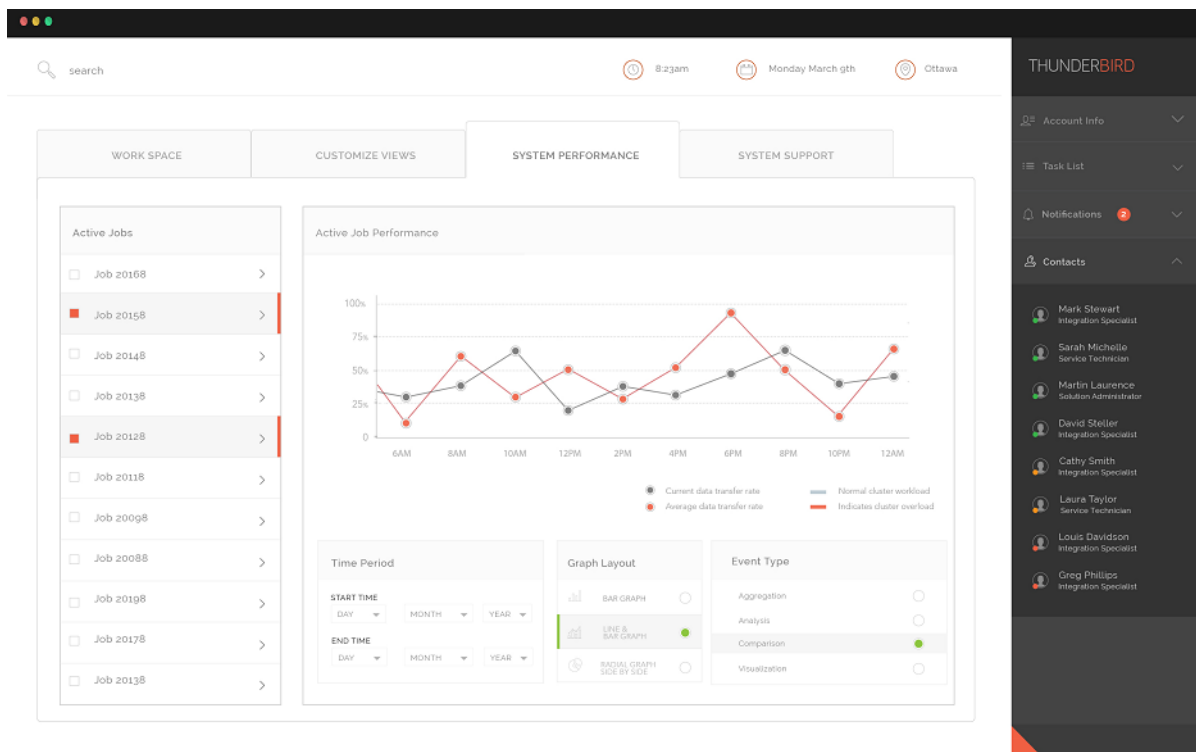 search
8:23am
Monday March 9th
Ottawa
THUNDERBIRD
WORK SPACE
CUSTOMIZE VIEWS
SYSTEM PERFORMANCE
SYSTEM SUPPORT
Active Jobs
Job 20168
Job 20158
Job 20148
Job 20138
Job 20128
Job 20118
Job 20098
Job 20088
Job 20198
Job 20178
Job 20138
Active Job Performance
100%
75%
50%
25%
0
6AM 8AM 10AM 12PM 2PM 4PM 6PM 8PM 10PM 12AM
Current data transfer rate
Average data transfer rate
Normal cluster workload
Indicates cluster overload
Time Period
START TIME
DAY MONTH YEAR
END TIME
DAY MONTH YEAR
Graph Layout
BAR GRAPH
LINE &
BAR GRAPH
RADIAL GRAPH
SIDE BY SIDE
Event Type
Aggregation
Analysis
Comparison
Visualization
Account Info
Task List
Notifications 2
Contacts
Mark Stewart
Integration Specialist
Sarah Michelle
Service Technician
Martin Laurence
Solution Administrator
David Steller
Integration Specialist
Cathy Smith
Integration Specialist
Laura Taylor
Service Technician
Louis Davidson
Integration Specialist
Greg Phillips
Integration Specialist